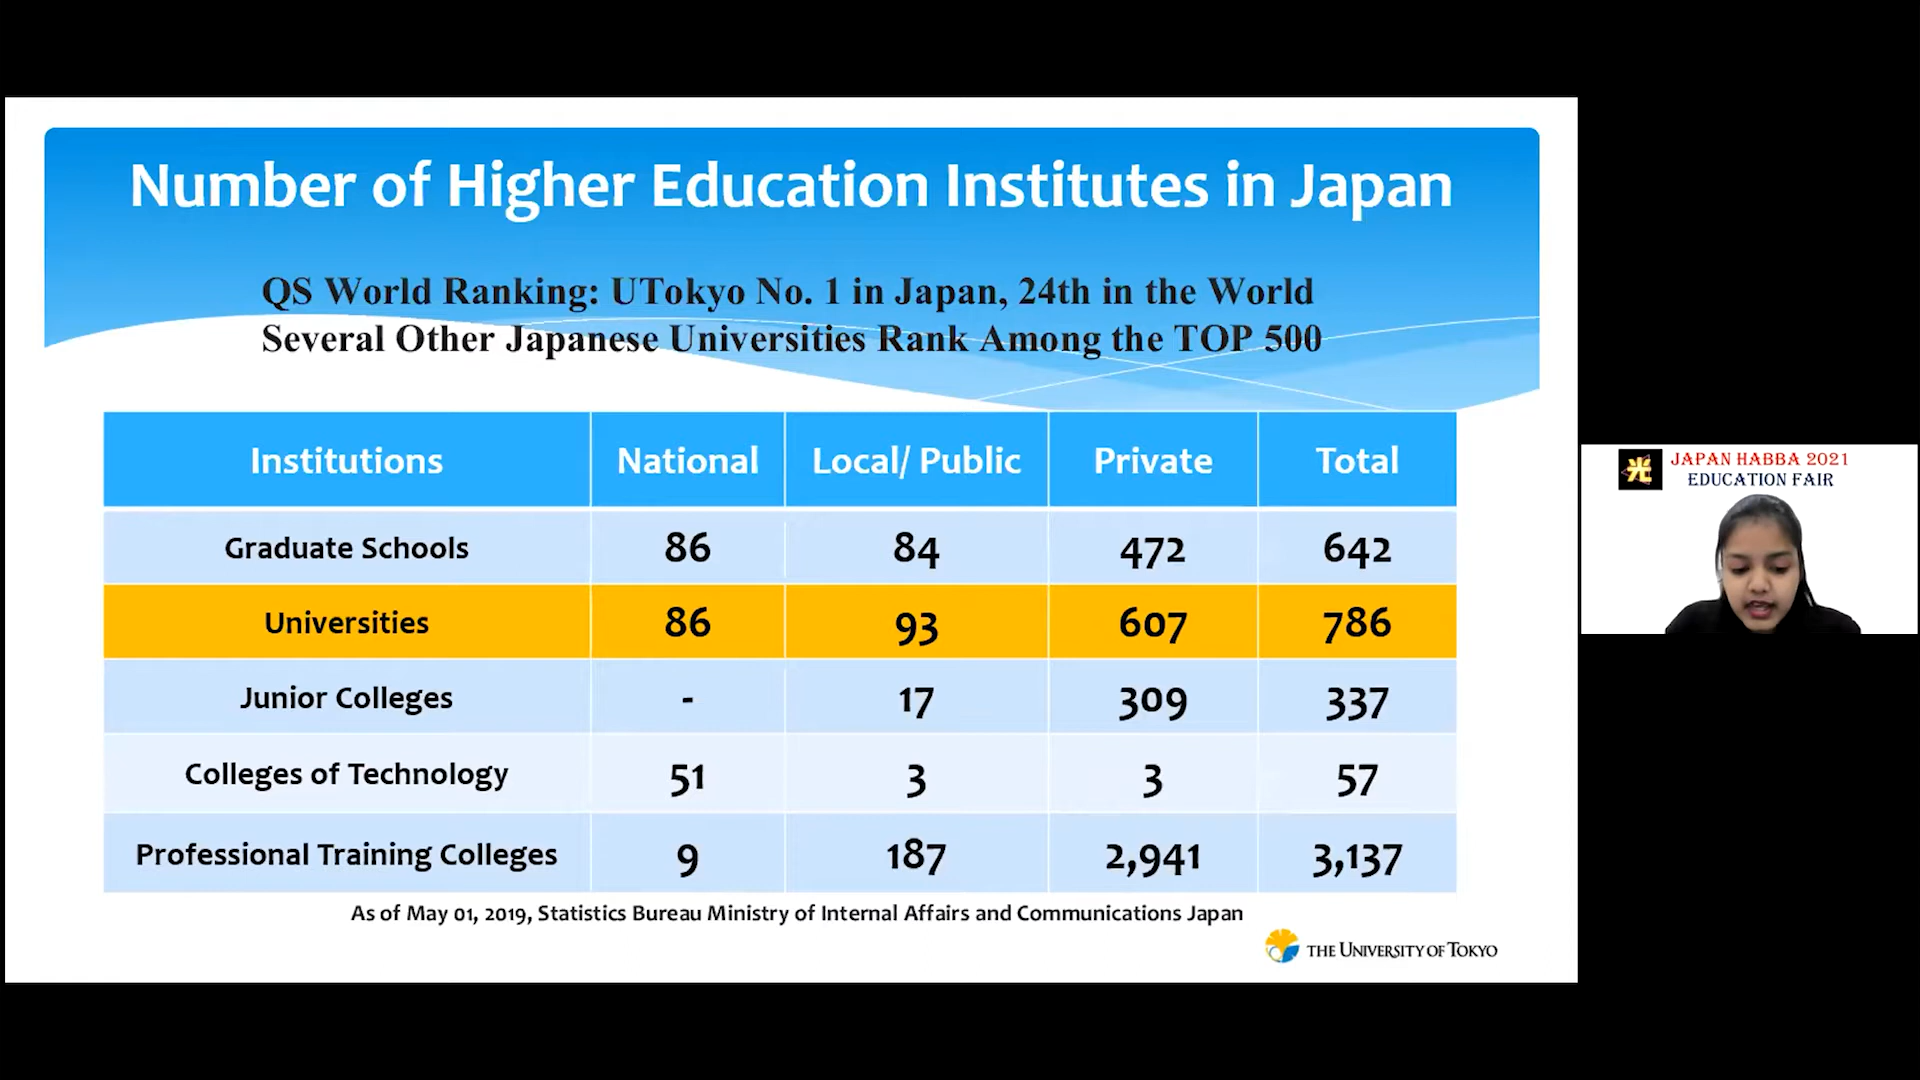 Number of Higher Education Institutes in Japan
QS World Ranking: UTokyo No. 1 in Japan, 24th in the World
Several Other Japanese Universities Rank Among the TOP 500
Institutions National Local/ Public Private Total
Graduate Schools 86 84 472 642
Universities 86 93 607 786
Junior Colleges - 17 309 337
Colleges of Technology 51 3 3 57
Professional Training Colleges 9 187 2,941 3,137
As of May 01, 2019, Statistics Bureau Ministry of Internal Affairs and Communications Japan
THE UNIVERSITY OF TOKYO
光
JAPAN HABBA 2021
EDUCATION FAIR